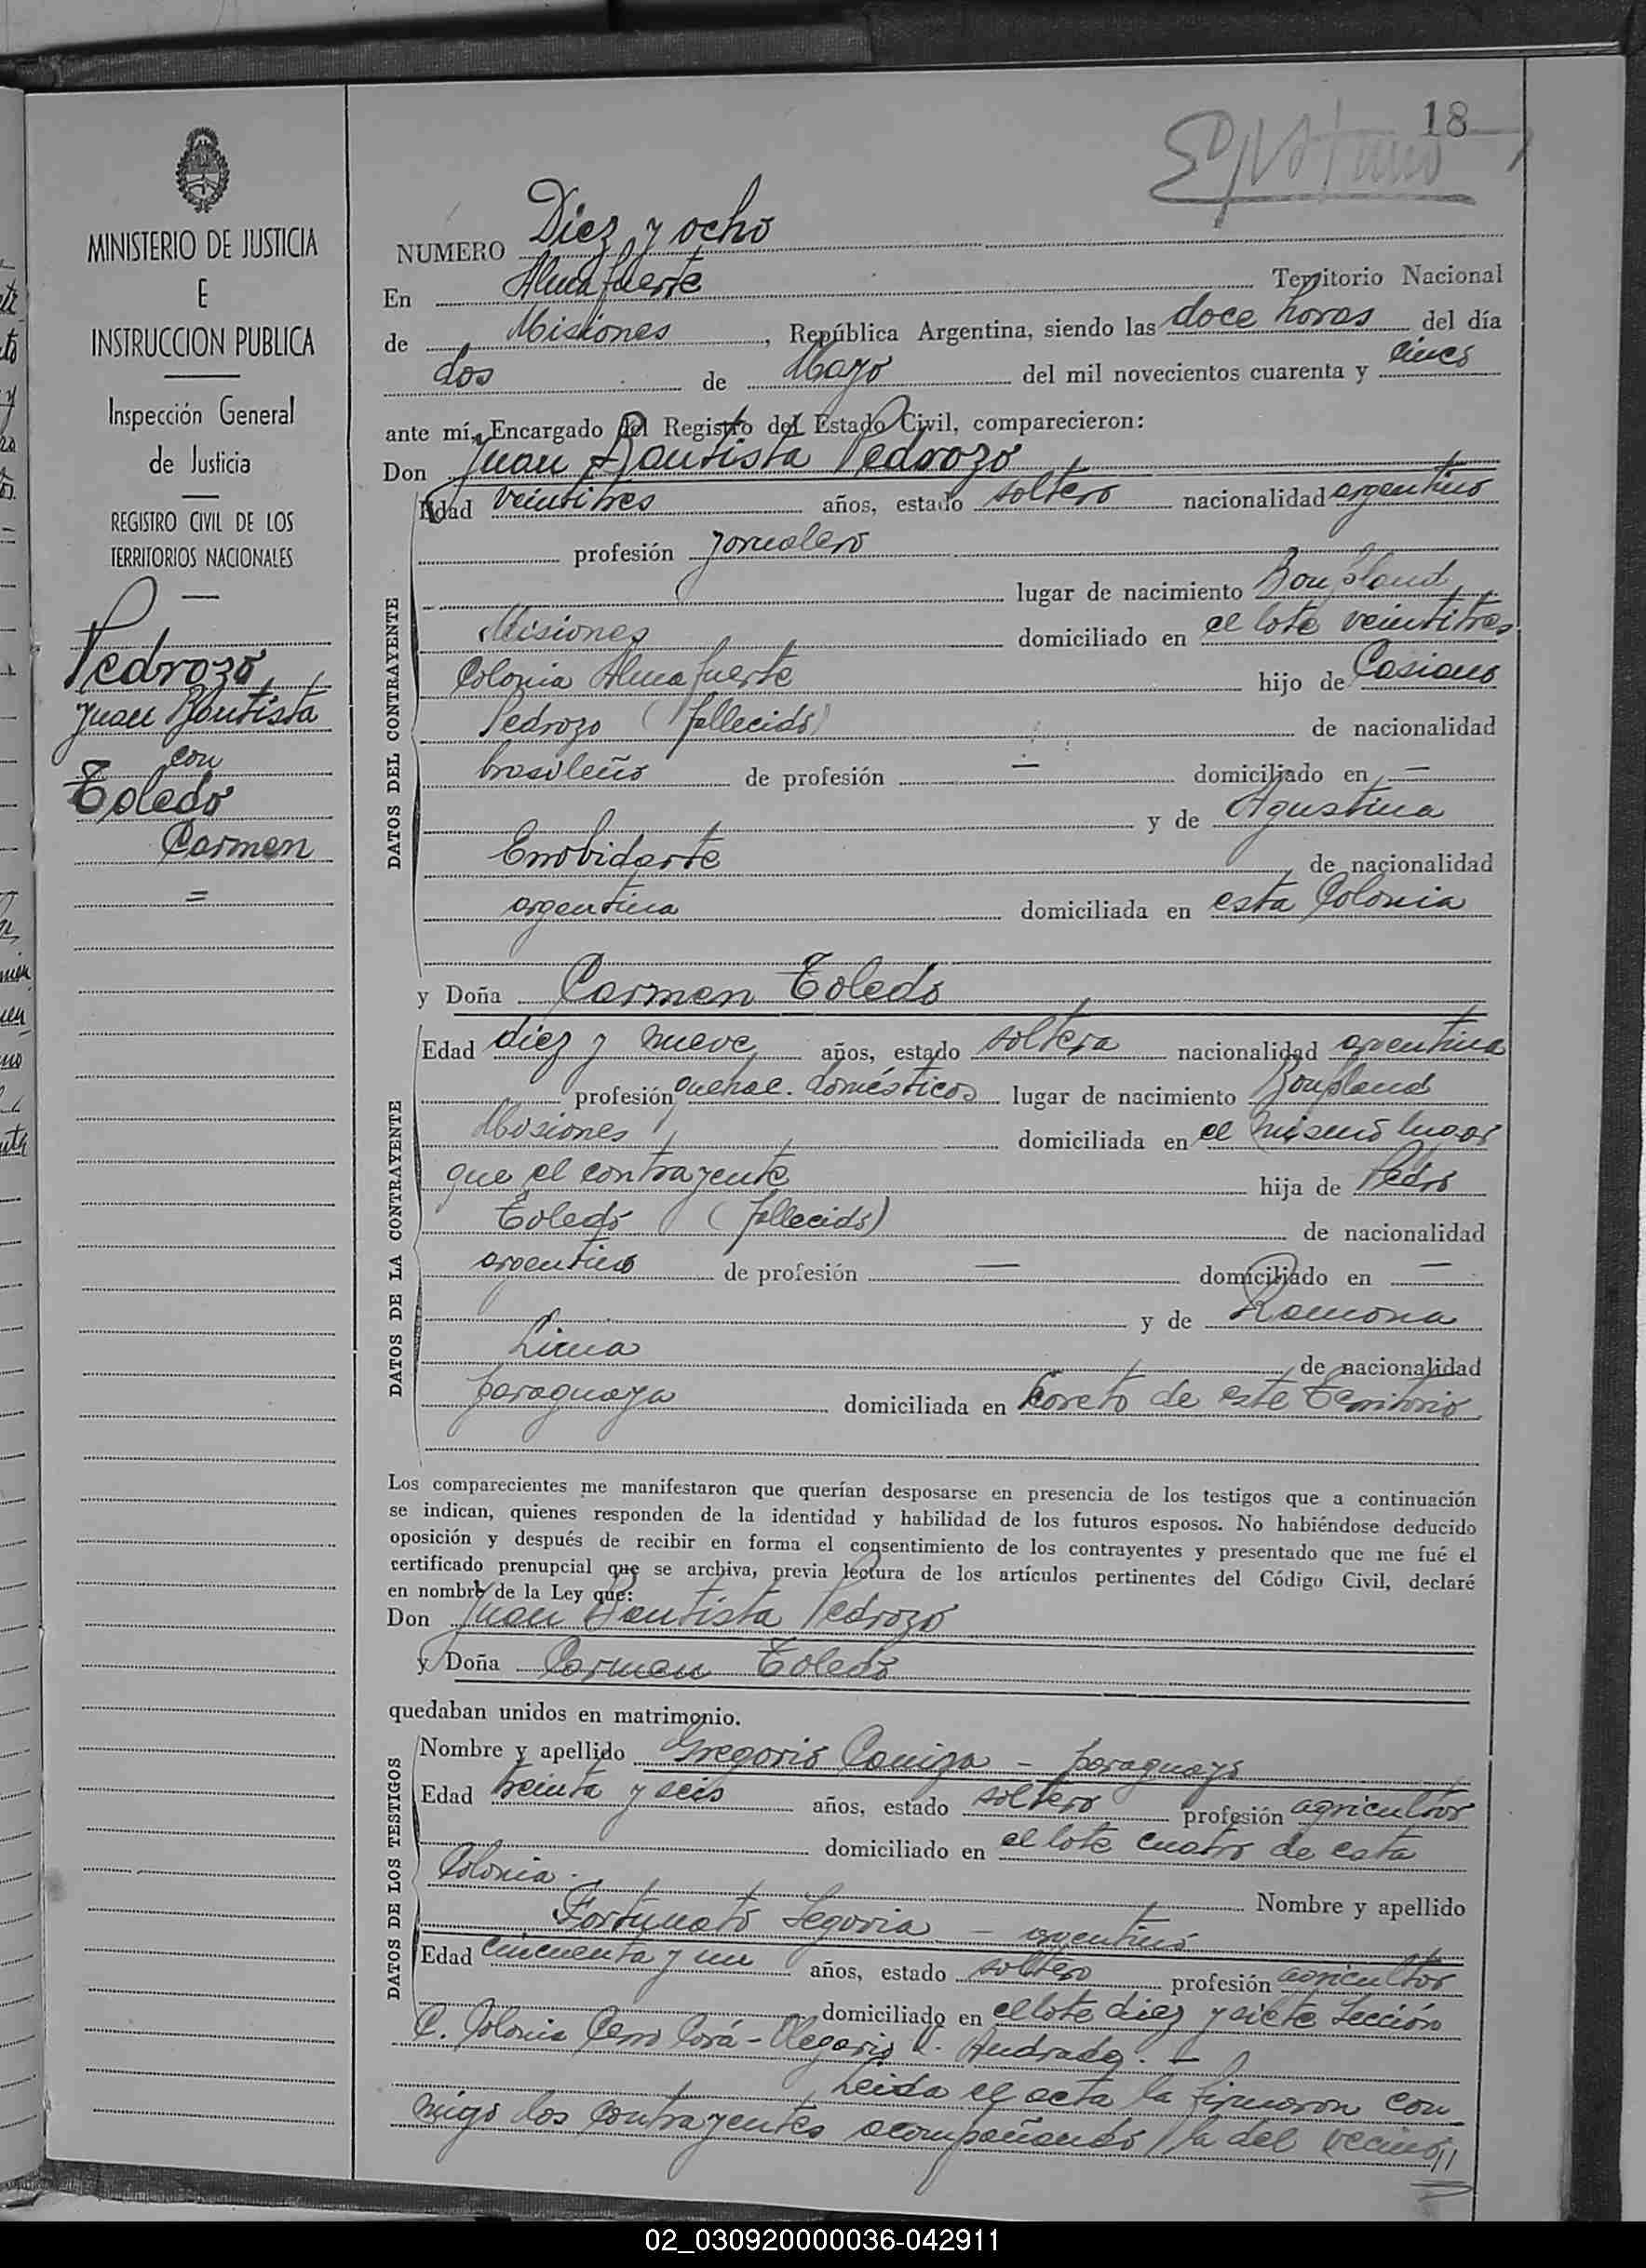 18
MINISTERIO DE JUSTICIA
E
INSTRUCCION PUBLICA
Inspección General
de Justicia
REGISTRO CIVIL DE LOS
TERRITORIOS NACIONALES
Pedrozo
Juan Bautista
con
Toledo
Carmen
=
NUMERO Diez y ocho
En Almafuerte Territorio Nacional
de Misiones, República Argentina, siendo las doce horas del día
dos de Mayo del mil novecientos cuarenta y cinco
ante mí, Encargado del Registro del Estado Civil, comparecieron:
Don Juan Bautista Pedrozo
DATOS DEL CONTRAYENTE
Edad veintitres años, estado soltero nacionalidad argentino
profesión jornalero
lugar de nacimiento Bonpland
Misiones domiciliado en el lote veintitres
Colonia Almafuerte hijo de Casiano
Pedrozo (fallecido) de nacionalidad
brasileño de profesión — domiciliado en —
y de Agustina
Errobidarte de nacionalidad
argentina domiciliada en esta Colonia
y Doña Carmen Toledo
DATOS DE LA CONTRAYENTE
Edad diez y nueve años, estado soltera nacionalidad argentina
profesión quehac. domésticos lugar de nacimiento Bonpland
Misiones domiciliada en el mismo lugar
que el contrayente hija de Pedro
Toledo (fallecido) de nacionalidad
argentino de profesión — domiciliado en —
y de Ramona
Lima de nacionalidad
paraguaya domiciliada en Loreto de este Territorio
Los comparecientes me manifestaron que querían desposarse en presencia de los testigos que a continuación
se indican, quienes responden de la identidad y habilidad de los futuros esposos. No habiéndose deducido
oposición y después de recibir en forma el consentimiento de los contrayentes y presentado que me fué el
certificado prenupcial que se archiva, previa lectura de los artículos pertinentes del Código Civil, declaré
en nombre de la Ley que:
Don Juan Bautista Pedrozo
y Doña Carmen Toledo
quedaban unidos en matrimonio.
DATOS DE LOS TESTIGOS
Nombre y apellido Gregorio Caniza - paraguayo
Edad treinta y seis años, estado soltero profesión agricultor
domiciliado en el lote cuatro de esta
Colonia. Nombre y apellido
Fortunato Segovia - argentino
Edad cincuenta y un años, estado soltero profesión agricultor
domiciliado en el lote diez y siete Sección
C. Colonia Cerro Corá - Olegario V. Andrade. —
Leida el acta la firmaron con-
migo los contrayentes acompañando la del vecino//
02_030920000036-042911